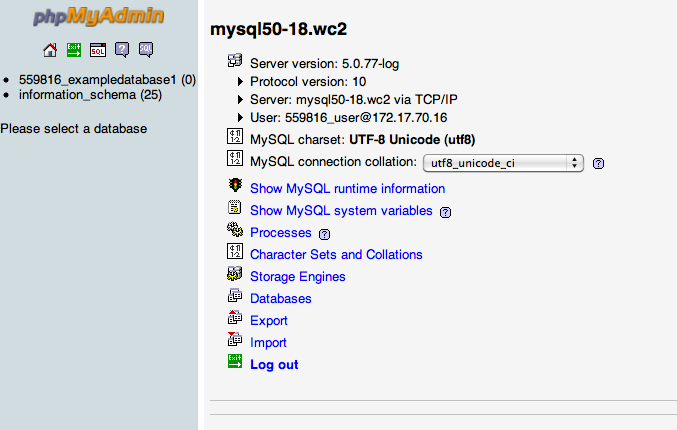 phpMyAdmin
SQL ? SQL
559816_exampledatabase1 (0)
information_schema (25)
Please select a database
mysql50-18.wc2
Server version: 5.0.77-log
Protocol version: 10
Server: mysql50-18.wc2 via TCP/IP
User: 559816_user@172.17.70.16
MySQL charset: UTF-8 Unicode (utf8)
MySQL connection collation: utf8_unicode_ci ?
Show MySQL runtime information
Show MySQL system variables ?
Processes ?
Character Sets and Collations
Storage Engines
Databases
Export
Import
Exit Log out